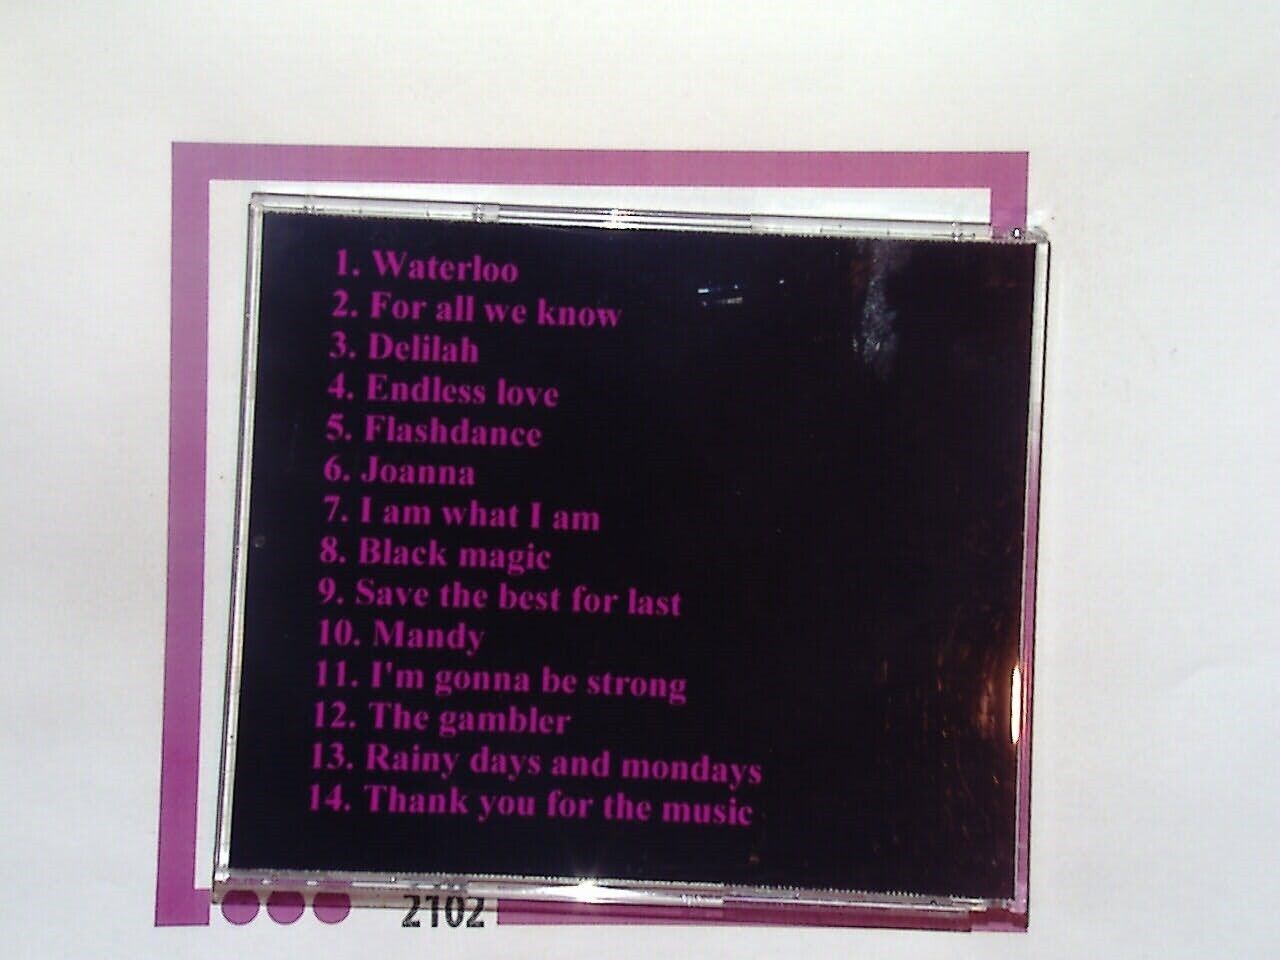 1. Waterloo
2. For all we know
3. Delilah
4. Endless love
5. Flashdance
6. Joanna
7. I am what I am
8. Black magic
9. Save the best for last
10. Mandy
11. I'm gonna be strong
12. The gambler
13. Rainy days and mondays
14. Thank you for the music
2102